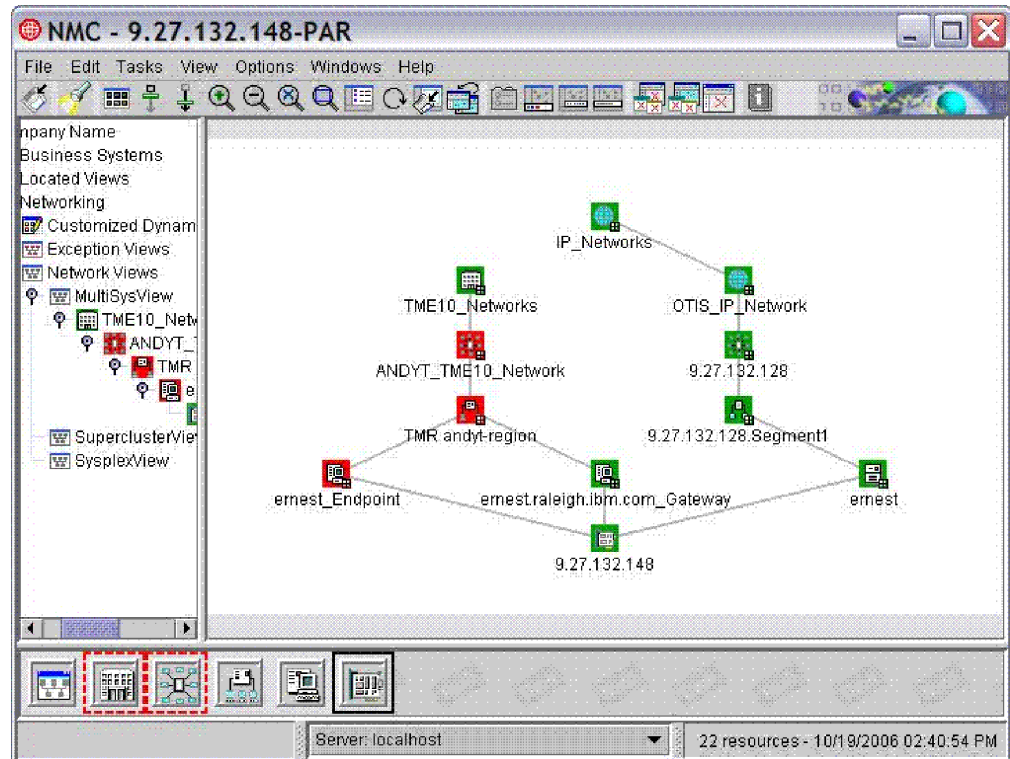 NMC - 9.27.132.148-PAR
File Edit Tasks View Options Windows Help
npany Name
Business Systems
Located Views
Networking
Customized Dynam
Exception Views
Network Views
MultiSysView
TME10_Netw
ANDYT_T
TMR
e
SuperclusterVie
SysplexView
IP_Networks
TME10_Networks
OTIS_IP_Network
ANDYT_TME10_Network
9.27.132.128
TMR andyt-region
9.27.132.128.Segment1
ernest_Endpoint
ernest.raleigh.ibm.com_Gateway
ernest
9.27.132.148
Server: localhost
22 resources - 10/19/2006 02:40:54 PM